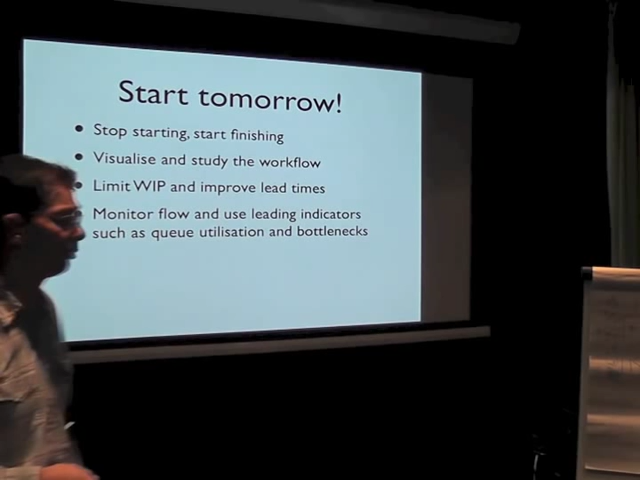 Start tomorrow!
• Stop starting, start finishing
• Visualise and study the workflow
• Limit WIP and improve lead times
Monitor flow and use leading indicators
such as queue utilisation and bottlenecks